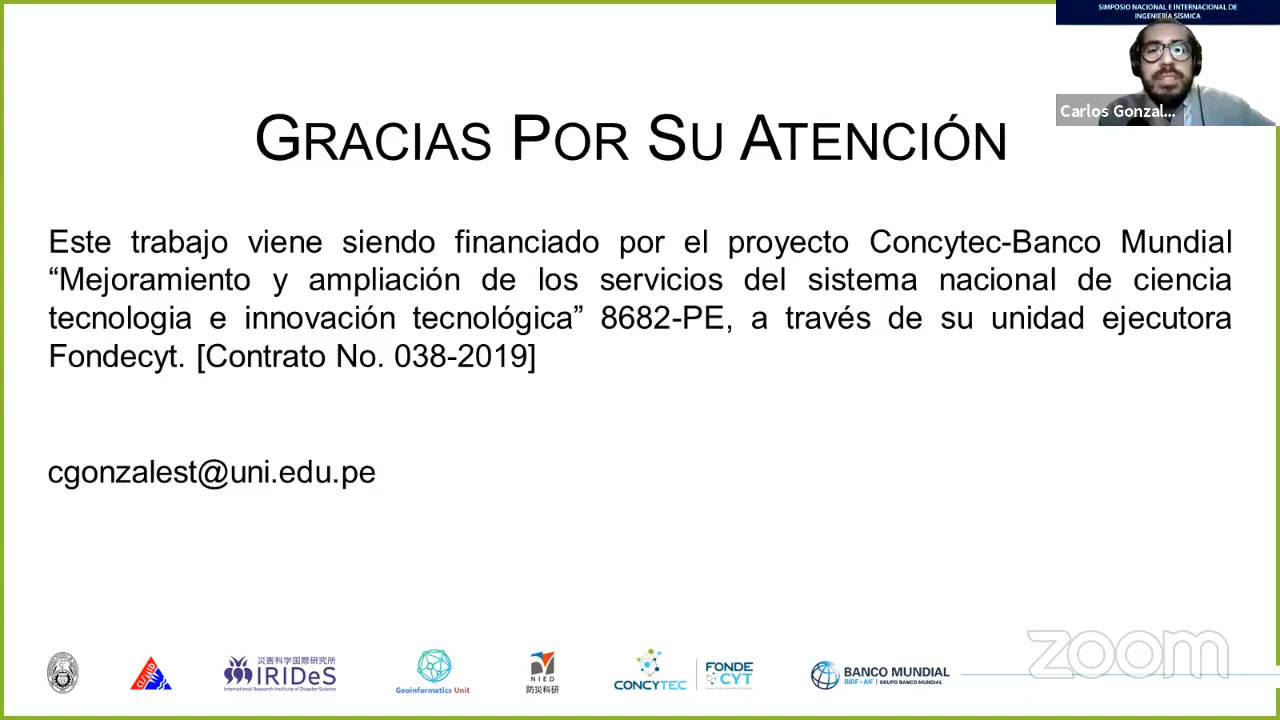 SIMPOSIO NACIONAL E INTERNACIONAL DE
INGENIERÍA SÍSMICA
Carlos Gonzal...
GRACIAS POR SU ATENCIÓN
Este trabajo viene siendo financiado por el proyecto Concytec-Banco Mundial
“Mejoramiento y ampliación de los servicios del sistema nacional de ciencia
tecnologia e innovación tecnológica” 8682-PE, a través de su unidad ejecutora
Fondecyt. [Contrato No. 038-2019]
cgonzalest@uni.edu.pe
zoom
CISMID
災害科学国際研究所
IRIDeS
International Research Institute of Disaster Science
Geoinformatics Unit
NIED
防災科研
CONCYTEC
FONDE
CYT
BANCO MUNDIAL
BIRF • AIF | GRUPO BANCO MUNDIAL